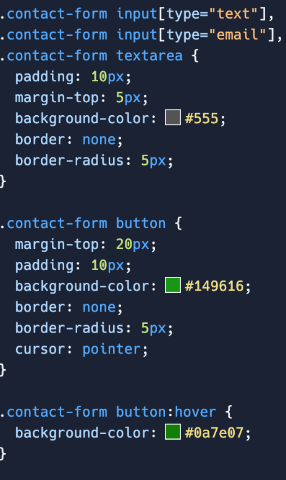 .contact-form input[type="text"],
.contact-form input[type="email"],
.contact-form textarea {
  padding: 10px;
  margin-top: 5px;
  background-color: #555;
  border: none;
  border-radius: 5px;
}

.contact-form button {
  margin-top: 20px;
  padding: 10px;
  background-color: #149616;
  border: none;
  border-radius: 5px;
  cursor: pointer;
}

.contact-form button:hover {
  background-color: #0a7e07;
}